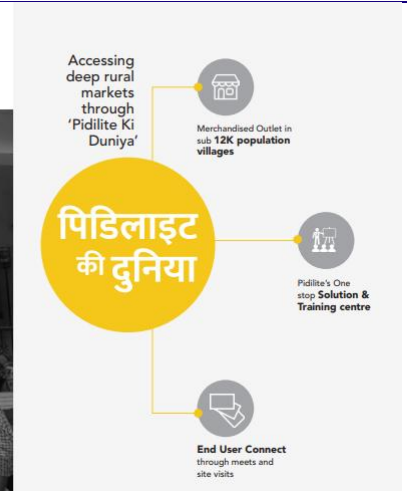 Accessing
deep rural
markets
through
‘Pidilite Ki
Duniya’
Merchandised Outlet in
sub 12K population
villages
पिडिलाइट
की दुनिया
Pidilite’s One
stop Solution &
Training centre
End User Connect
through meets and
site visits